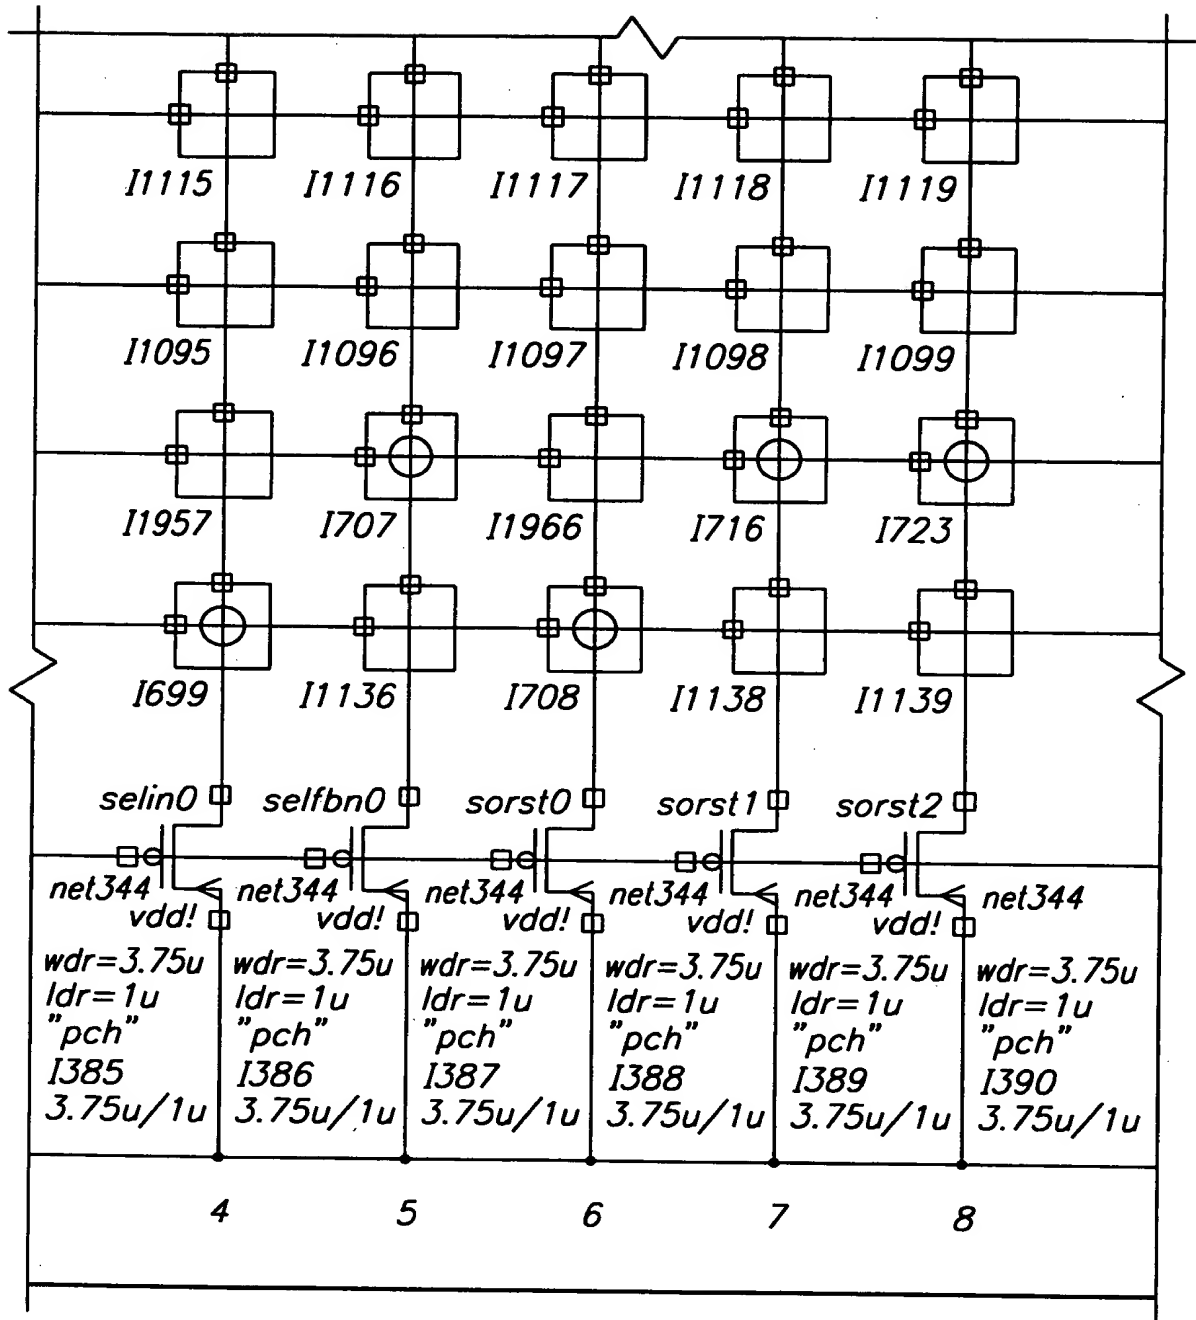 I1115 I1116 I1117 I1118 I1119
I1095 I1096 I1097 I1098 I1099
I1957 I707 I1966 I716 I723
I699 I1136 I708 I1138 I1139
selin0 selfbn0 sorst0 sorst1 sorst2
net344 net344 net344 net344 net344 net344
vdd! vdd! vdd! vdd! vdd!
wdr=3.75u wdr=3.75u wdr=3.75u wdr=3.75u wdr=3.75u wdr=3.75u
ldr=1u ldr=1u ldr=1u ldr=1u ldr=1u ldr=1u
"pch" "pch" "pch" "pch" "pch" "pch"
I385 I386 I387 I388 I389 I390
3.75u/1u 3.75u/1u 3.75u/1u 3.75u/1u 3.75u/1u 3.75u/1u
4 5 6 7 8